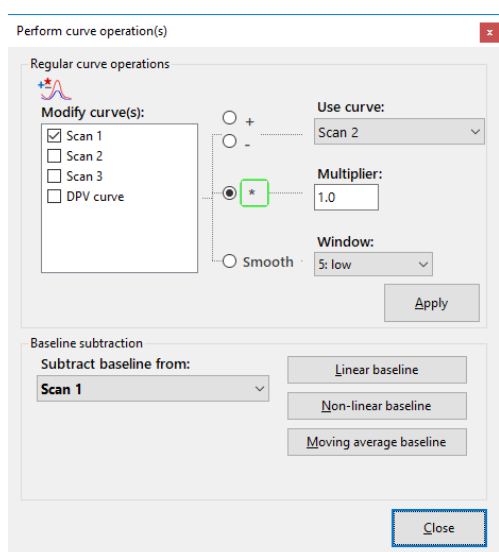 Perform curve operation(s)
x
Regular curve operations
Modify curve(s):
Scan 1
Scan 2
Scan 3
DPV curve
+
-
*
Smooth
Use curve:
Scan 2
Multiplier:
1.0
Window:
5: low
Apply
Baseline subtraction
Subtract baseline from:
Scan 1
Linear baseline
Non-linear baseline
Moving average baseline
Close